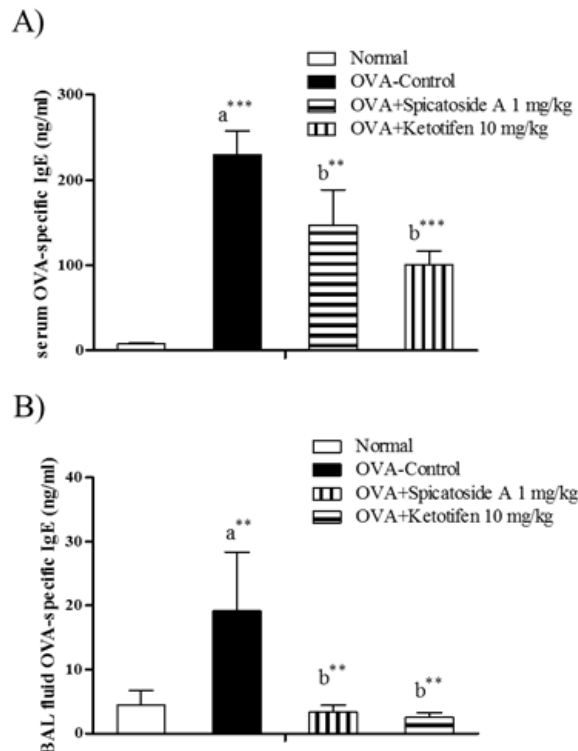 A)
Normal
OVA-Control
OVA+Spicatoside A 1 mg/kg
OVA+Ketotifen 10 mg/kg
serum OVA-specific IgE (ng/ml)
300
200
100
0
a***
b**
b***
B)
Normal
OVA-Control
OVA+Spicatoside A 1 mg/kg
OVA+Ketotifen 10 mg/kg
BAL fluid OVA-specific IgE (ng/ml)
40
30
20
10
0
a**
b**
b**